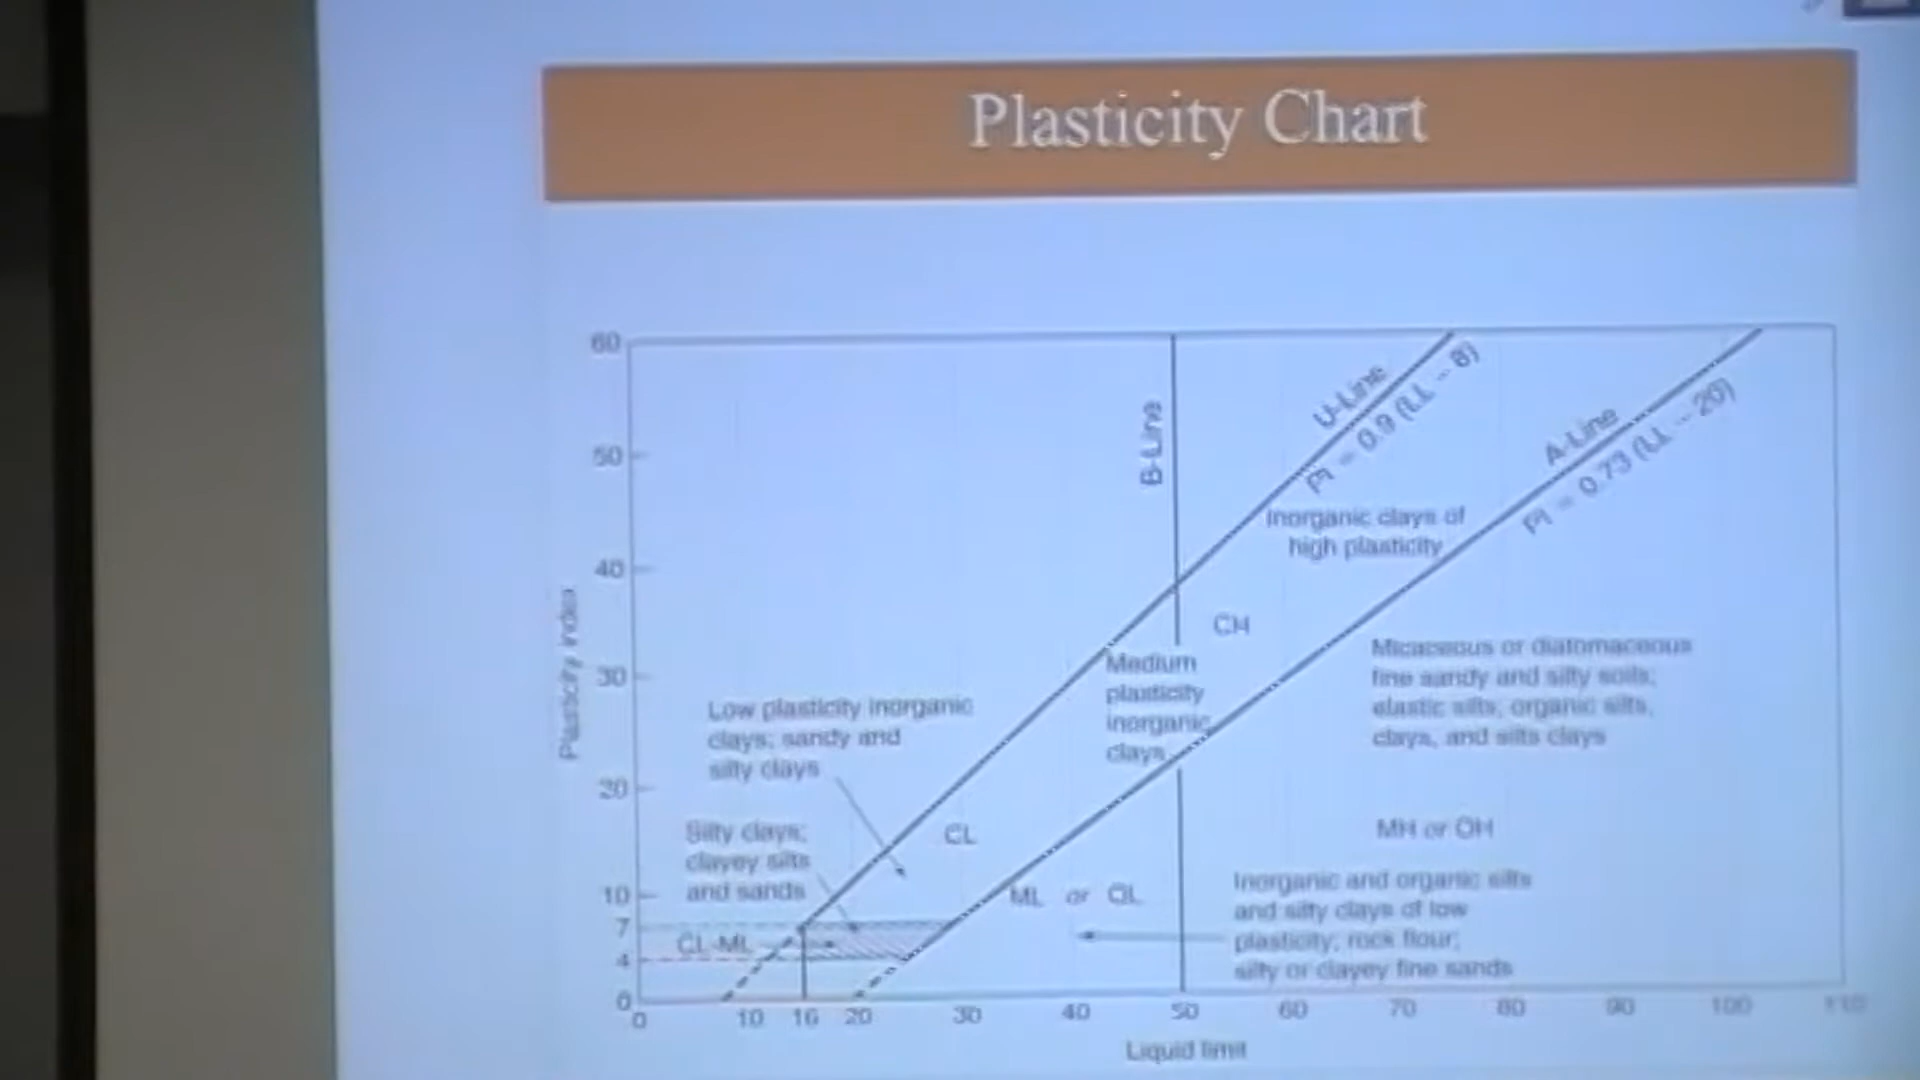 Plasticity Chart
60
50
40
30
20
10
7
4
0
Plasticity index
B-Line
U-Line
PI = 0.9 (LL - 8)
A-Line
PI = 0.73 (LL - 20)
Inorganic clays of
high plasticity
CH
Medium
plasticity
inorganic
clays
Micaceous or diatomaceous
fine sandy and silty soils;
elastic silts; organic silts,
clays, and silts clays
Low plasticity inorganic
clays; sandy and
silty clays
Silty clays;
clayey silts
and sands
CL
MH or OH
ML or OL
Inorganic and organic silts
and silty clays of low
plasticity; rock flour;
silty or clayey fine sands
CL-ML
0 10 16 20 30 40 50 60 70 80 90 100 110
Liquid limit